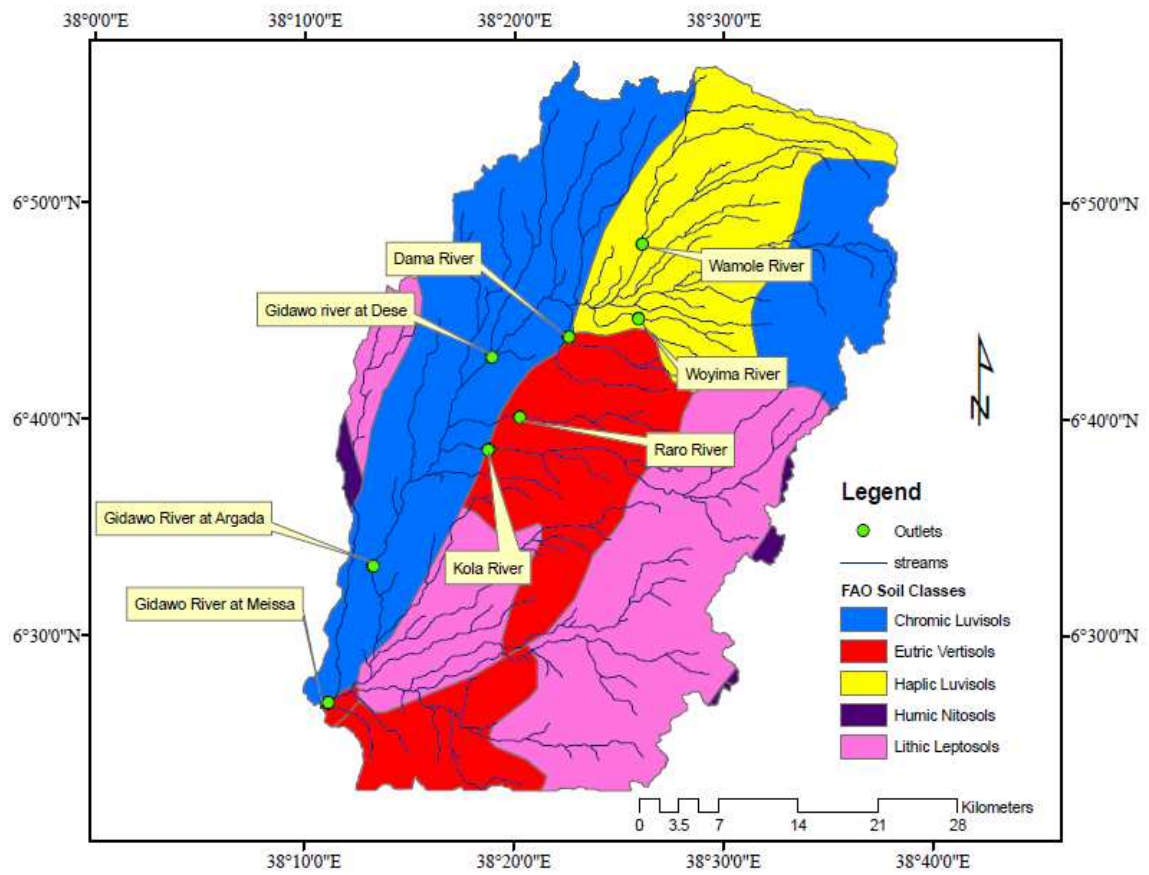 38°0'0"E 38°10'0"E 38°20'0"E 38°30'0"E
6°50'0"N 6°50'0"N
Dama River
Wamole River
Gidawo river at Dese
Woyima River
6°40'0"N 6°40'0"N
Raro River
Legend
Gidawo River at Argada
Outlets
Kola River
streams
FAO Soil Classes
Gidawo River at Meissa
Chromic Luvisols
6°30'0"N 6°30'0"N
Eutric Vertisols
Haplic Luvisols
Humic Nitosols
Lithic Leptosols
Kilometers
0 3.5 7 14 21 28
38°10'0"E 38°20'0"E 38°30'0"E 38°40'0"E
N